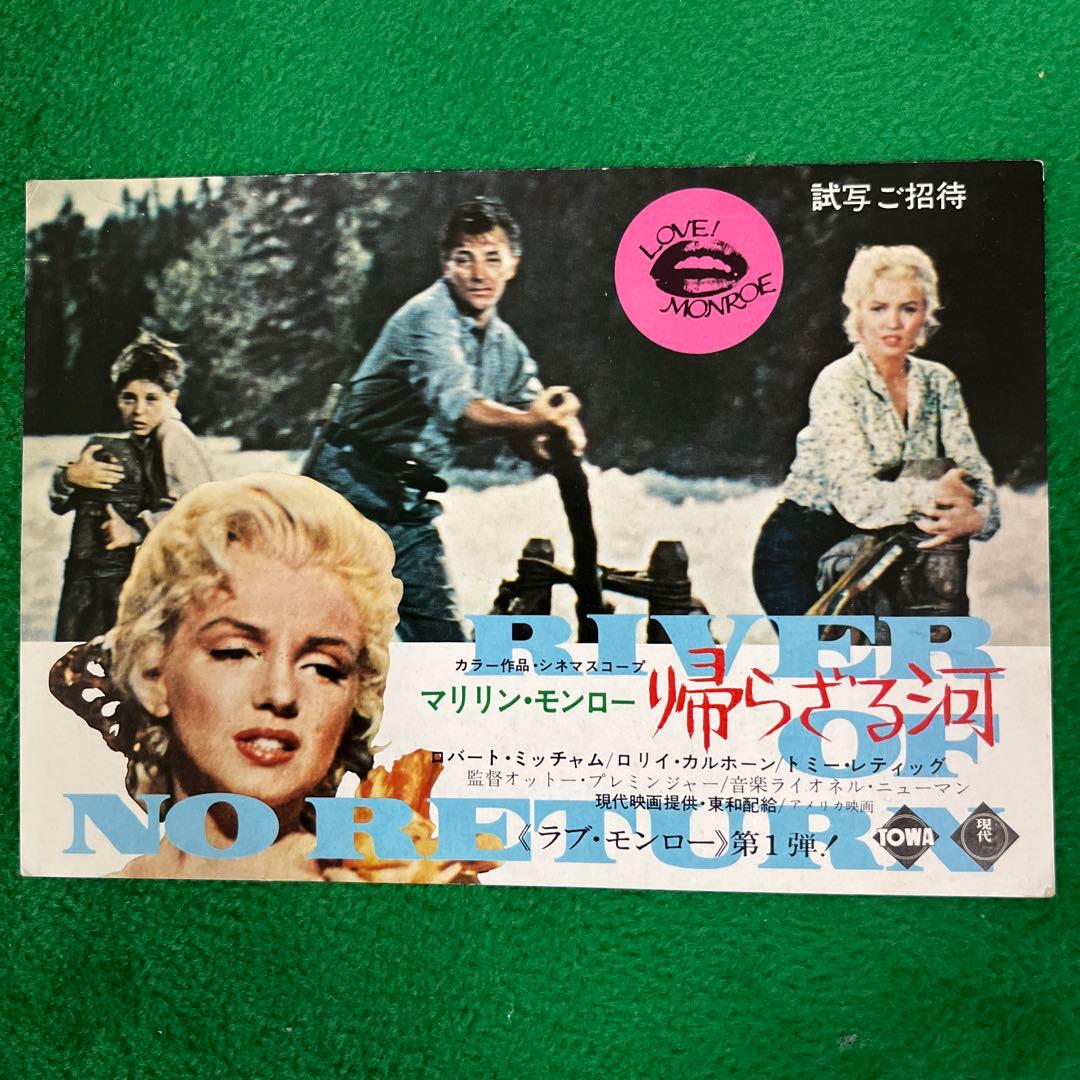 試写ご招待
LOVE!
MONROE
RIVER
OF
NO RETURN
カラー作品・シネマスコープ
マリリン・モンロー 帰らざる河
ロバート・ミッチャム/ロリイ・カルホーン/トミー・レティッグ
監督オットー・プレミンジャー/音楽ライオネル・ニューマン
現代映画提供・東和配給/アメリカ映画
《ラブ・モンロー》第1弾!
TOWA
現代